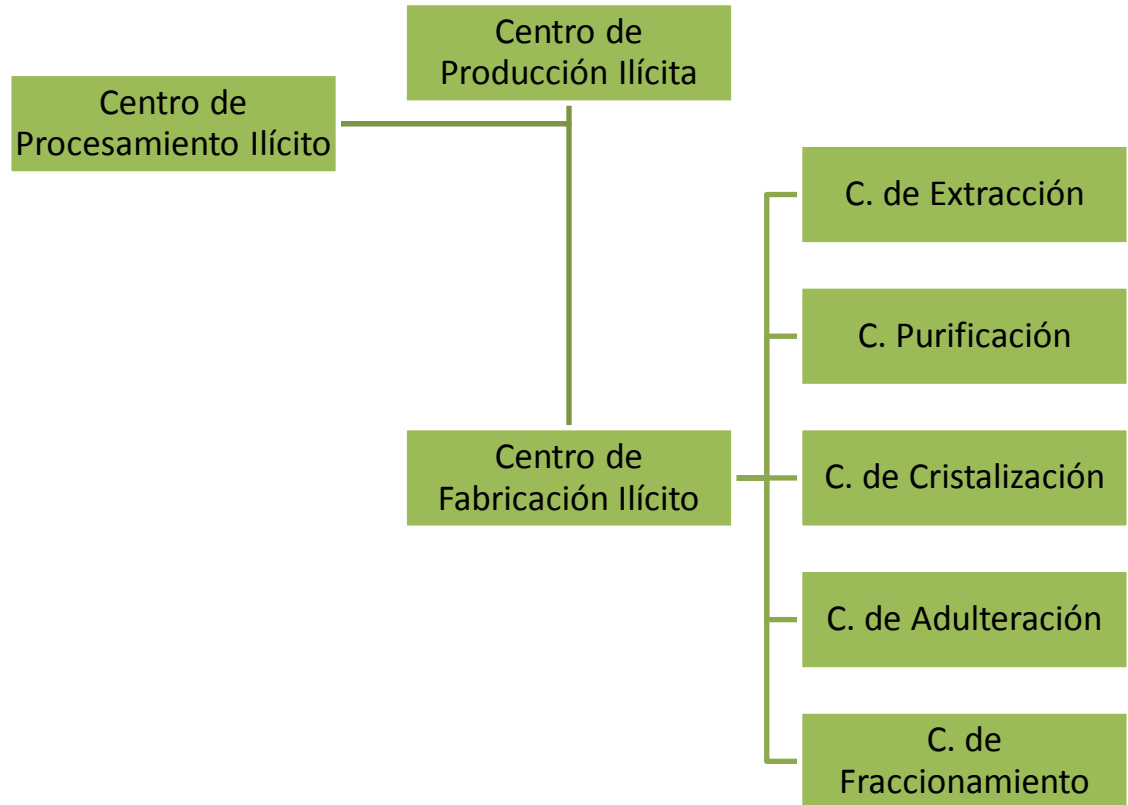 Centro de
Producción Ilícita
Centro de
Procesamiento Ilícito
C. de Extracción
C. Purificación
Centro de
Fabricación Ilícito
C. de Cristalización
C. de Adulteración
C. de
Fraccionamiento